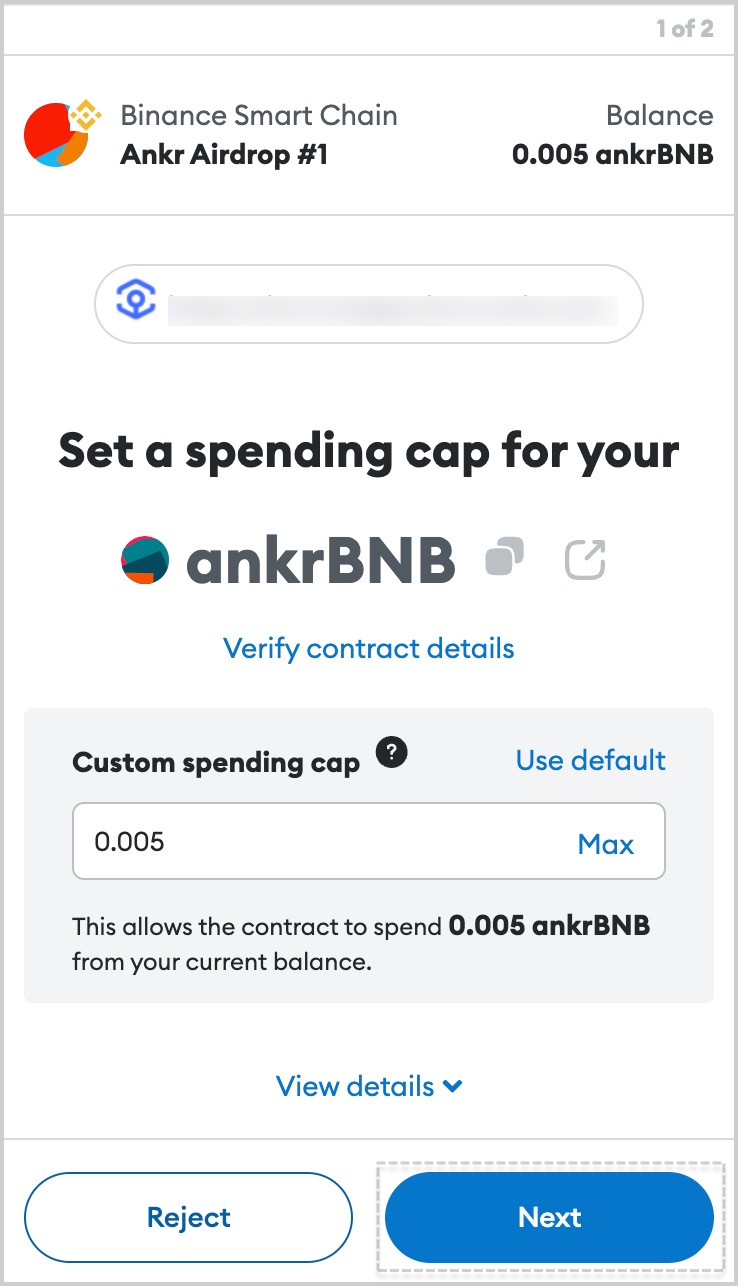 1 of 2
Binance Smart Chain
Balance
Ankr Airdrop #1
0.005 ankrBNB
Set a spending cap for your
ankrBNB
Verify contract details
Custom spending cap ?
Use default
0.005
Max
This allows the contract to spend 0.005 ankrBNB
from your current balance.
View details
Reject
Next